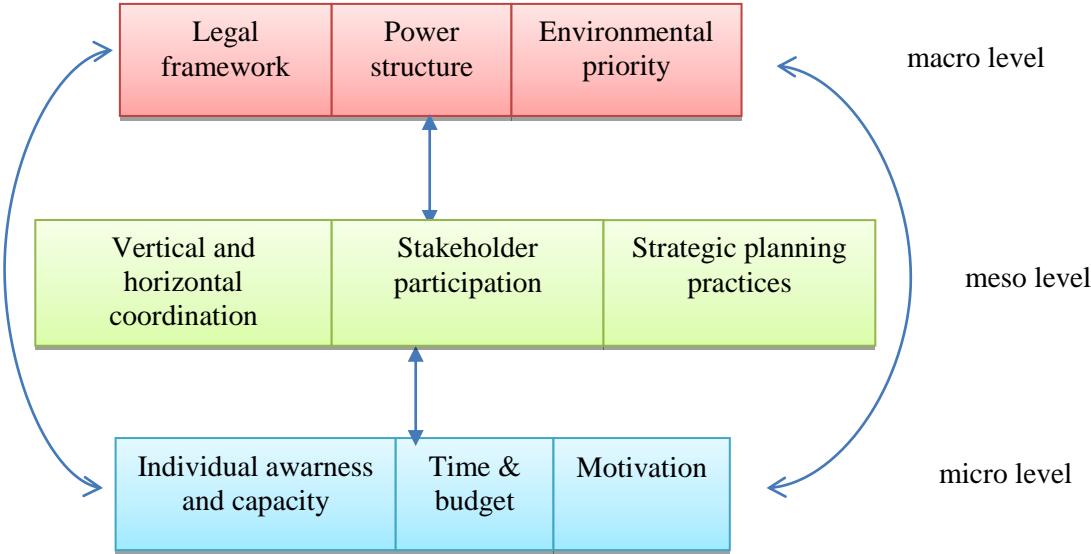 Legal
framework
Power
structure
Environmental
priority
macro level
Vertical and
horizontal
coordination
Stakeholder
participation
Strategic planning
practices
meso level
Individual awarness
and capacity
Time &
budget
Motivation
micro level